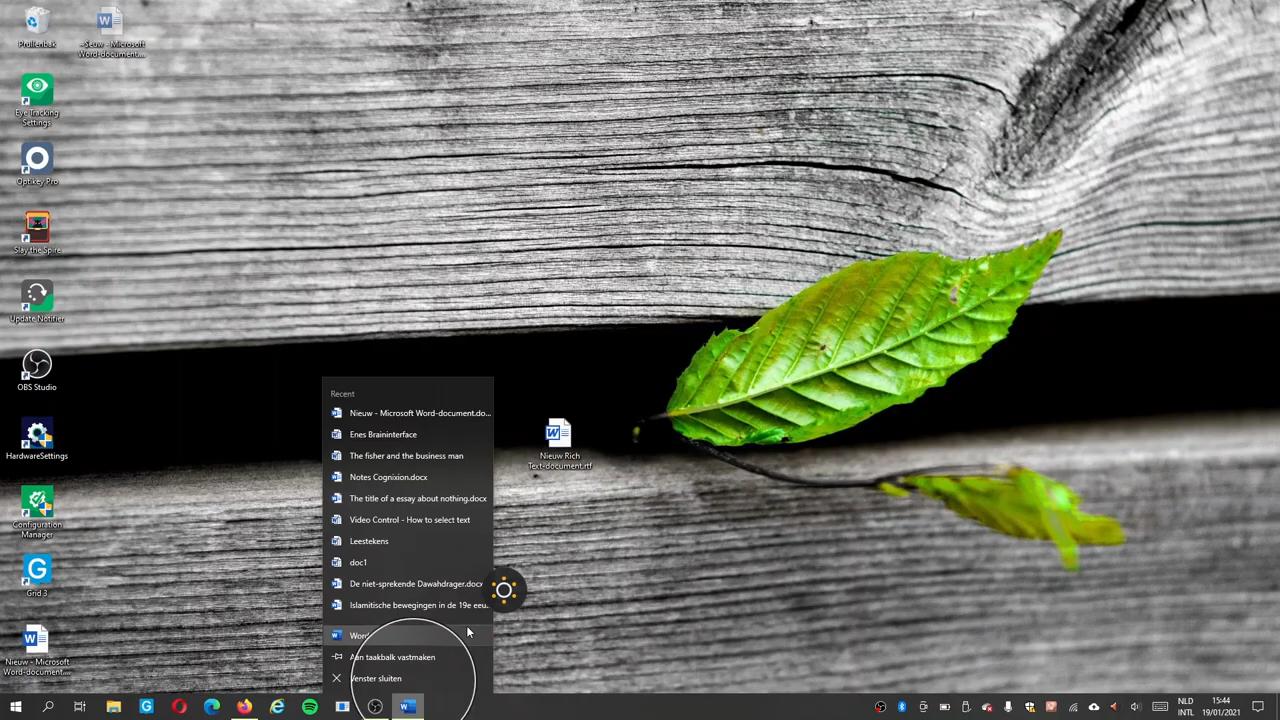 Prullenbak
~$euw - Microsoft
Word-document....
Eye Tracking
Settings
Optikey Pro
Slay the Spire
Update Notifier
OBS Studio
HardwareSettings
Configuration
Manager
Grid 3
Nieuw - Microsoft
Word-document....
Nieuw Rich
Text-document.rtf
Recent
Nieuw - Microsoft Word-document.do...
Enes Braininterface
The fisher and the business man
Notes Cognixion.docx
The title of a essay about nothing.docx
Video Control - How to select text
Leestekens
doc1
De niet-sprekende Dawahdrager.docx
Islamitische bewegingen in de 19e eeu...
Word
Aan taakbalk vastmaken
Venster sluiten
NLD
INTL
15:44
19/01/2021